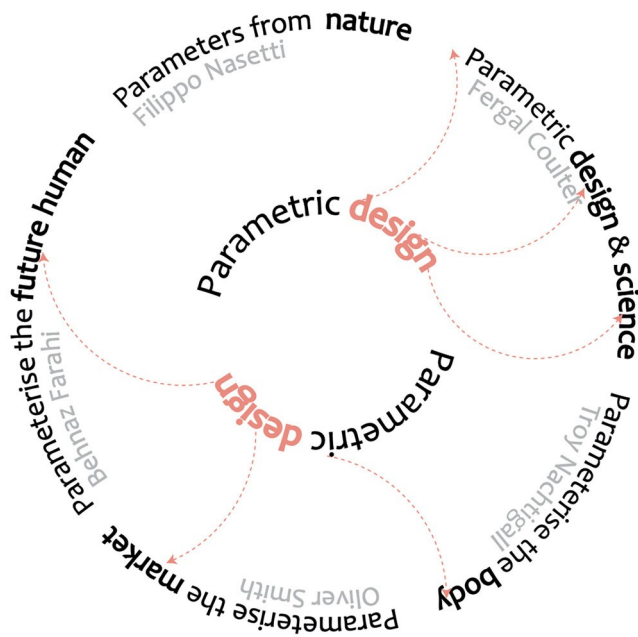 Parameters from nature
Filippo Nasetti
Parametric design & science
Fergal Coulter
Parameterise the body
Troy Nachtigall
Parameterise the market
Oliver Smith
Parameterise the future human
Behnaz Farahi
Parametric design
Parametric design